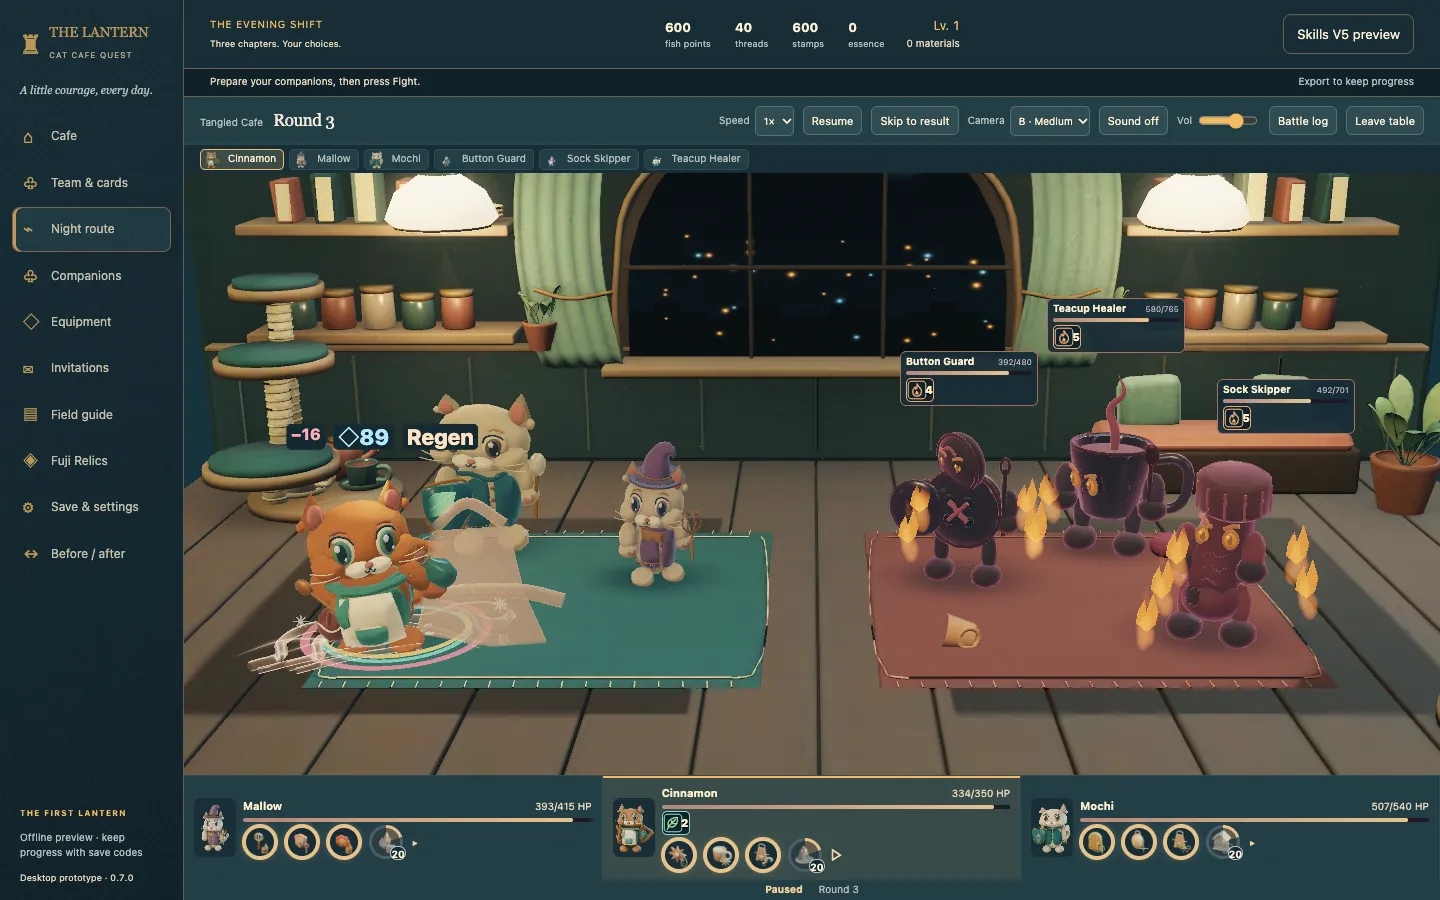 THE LANTERN
CAT CAFE QUEST
A little courage, every day.
Cafe
Team & cards
Night route
Companions
Equipment
Invitations
Field guide
Fuji Relics
Save & settings
Before / after
THE FIRST LANTERN
Offline preview · keep
progress with save codes
Desktop prototype · 0.7.0
THE EVENING SHIFT
Three chapters. Your choices.
600
fish points
40
threads
600
stamps
0
essence
Lv. 1
0 materials
Skills V5 preview
Prepare your companions, then press Fight.
Export to keep progress
Tangled Cafe Round 3
Speed 1x Resume Skip to result Camera B · Medium Sound off Vol Battle log Leave table
Cinnamon Mallow Mochi Button Guard Sock Skipper Teacup Healer
Teacup Healer 580/765
5
Button Guard 392/480
4
Sock Skipper 492/701
5
−16 89 Regen
Mallow 393/415 HP
20
Cinnamon 334/350 HP
2
20
Mochi 507/540 HP
20
Paused Round 3